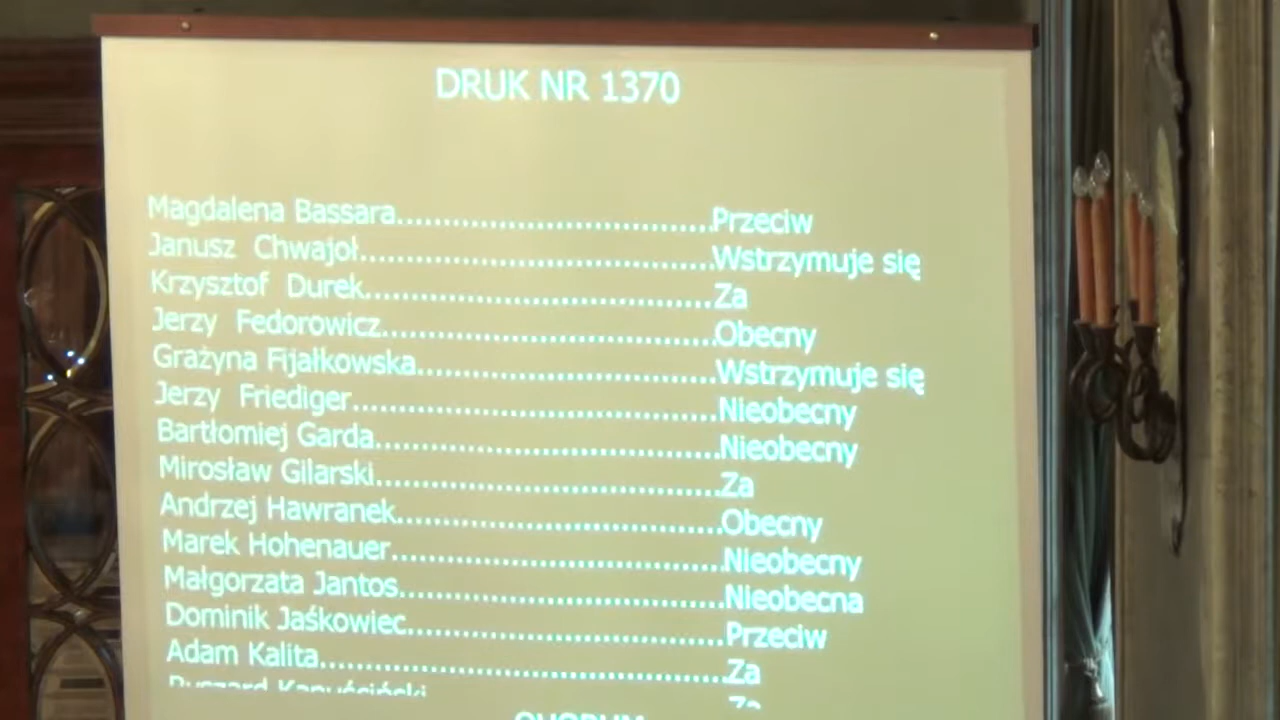 DRUK NR 1370
Magdalena Bassara........................................Przeciw
Janusz Chwajoł.............................................Wstrzymuje się
Krzysztof Durek............................................Za
Jerzy Fedorowicz..........................................Obecny
Grażyna Fijałkowska......................................Wstrzymuje się
Jerzy Friediger..............................................Nieobecny
Bartłomiej Garda...........................................Nieobecny
Mirosław Gilarski...........................................Za
Andrzej Hawranek.........................................Obecny
Marek Hohenauer..........................................Nieobecny
Małgorzata Jantos.........................................Nieobecna
Dominik Jaśkowiec........................................Przeciw
Adam Kalita..................................................Za